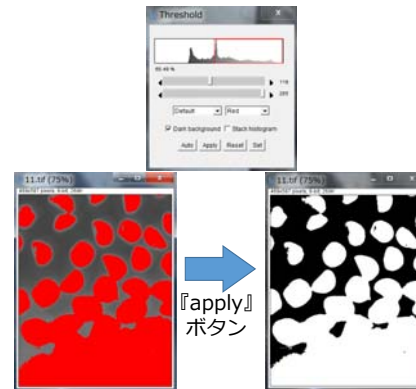 Threshold
255
Default
Red
Dark background
Stack histogram
Auto
Apply
Reset
Set
11.tif (75%)
11.tif (75%)
『apply』
ボタン